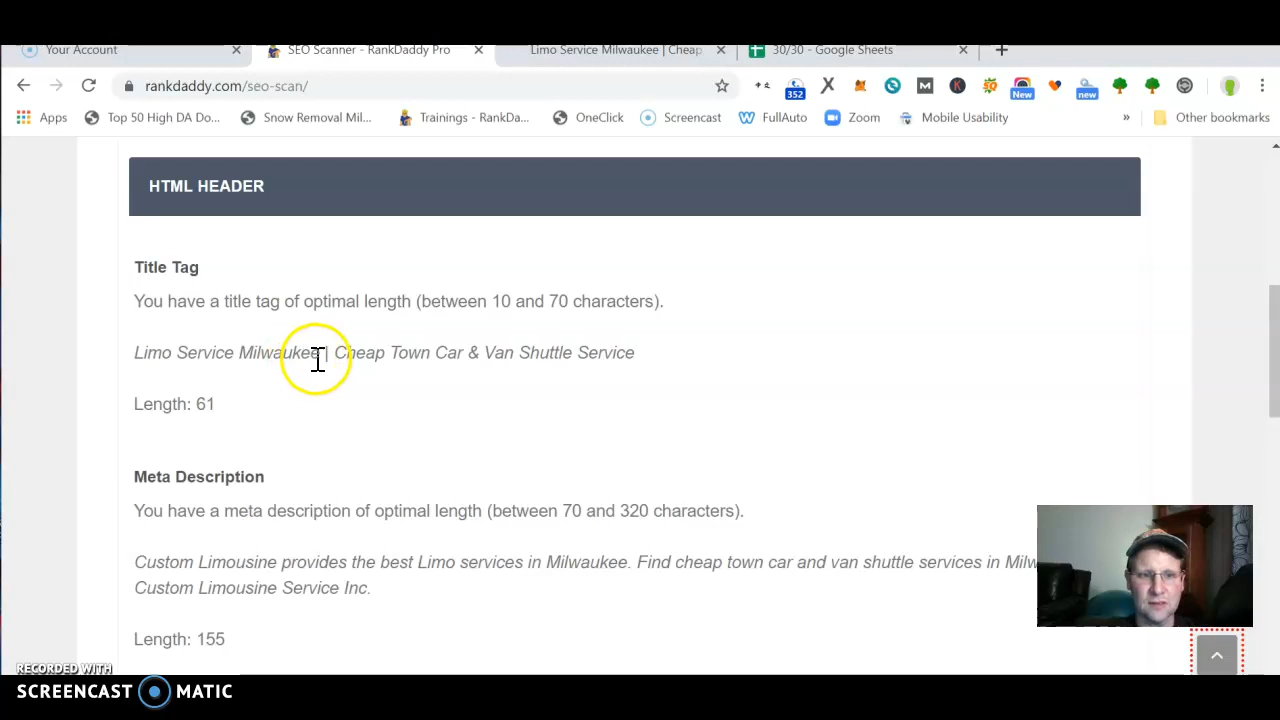 Your Account
SEO Scanner - RankDaddy Pro
Limo Service Milwaukee | Cheap
30/30 - Google Sheets
rankdaddy.com/seo-scan/
352
New
new
Apps
Top 50 High DA Do...
Snow Removal Mil...
Trainings - RankDa...
OneClick
Screencast
FullAuto
Zoom
Mobile Usability
»
Other bookmarks
HTML HEADER
Title Tag
You have a title tag of optimal length (between 10 and 70 characters).
Limo Service Milwaukee | Cheap Town Car & Van Shuttle Service
Length: 61
Meta Description
You have a meta description of optimal length (between 70 and 320 characters).
Custom Limousine provides the best Limo services in Milwaukee. Find cheap town car and van shuttle services in Milw
Custom Limousine Service Inc.
Length: 155
RECORDED WITH
SCREENCAST MATIC